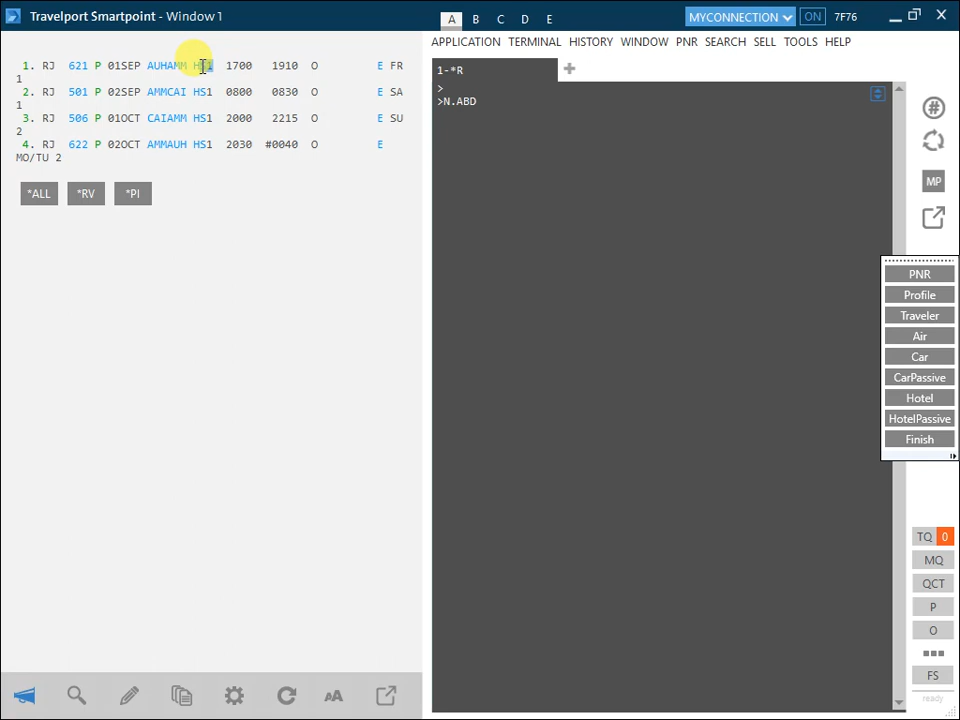 Travelport Smartpoint - Window 1
A B C D E
MYCONNECTION ON 7F76
APPLICATION TERMINAL HISTORY WINDOW PNR SEARCH SELL TOOLS HELP
1. RJ 621 P 01SEP AUHAMM HS1 1700 1910 O E FR
1
2. RJ 501 P 02SEP AMMCAI HS1 0800 0830 O E SA
1
3. RJ 506 P 01OCT CAIAMM HS1 2000 2215 O E SU
2
4. RJ 622 P 02OCT AMMAUH HS1 2030 #0040 O E
MO/TU 2
*ALL *RV *PI
1-*R
>
>N.ABD
MP
PNR
Profile
Traveler
Air
Car
CarPassive
Hotel
HotelPassive
Finish
TQ 0
MQ
QCT
P
O
FS
ready
AA